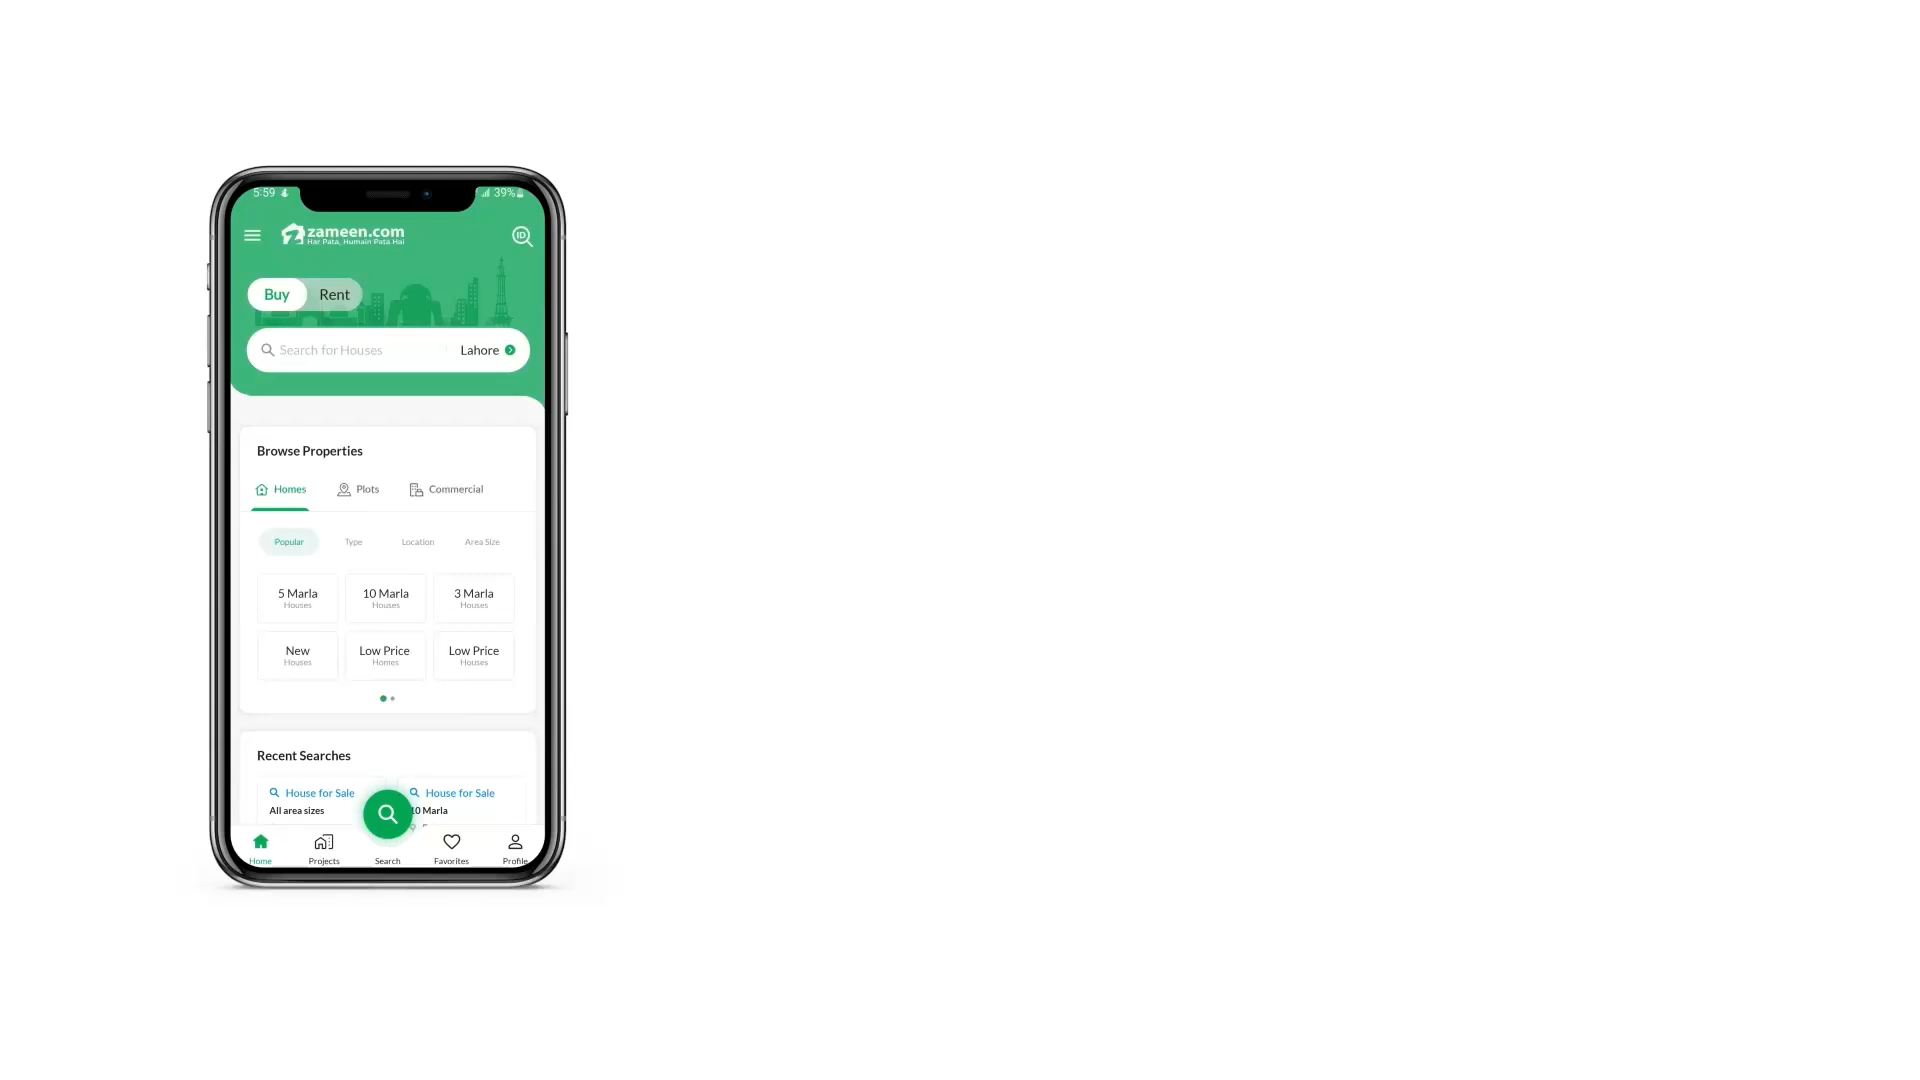 5:59
39%
zameen.com
Har Pata, Humain Pata Hai
ID
Buy Rent
Search for Houses Lahore
Browse Properties
Homes Plots Commercial
Popular Type Location Area Size
5 Marla 10 Marla 3 Marla
Houses Houses Houses
New Low Price Low Price
Houses Homes Houses
Recent Searches
House for Sale House for Sale
All area sizes 10 Marla
Home Projects Search Favorites Profile